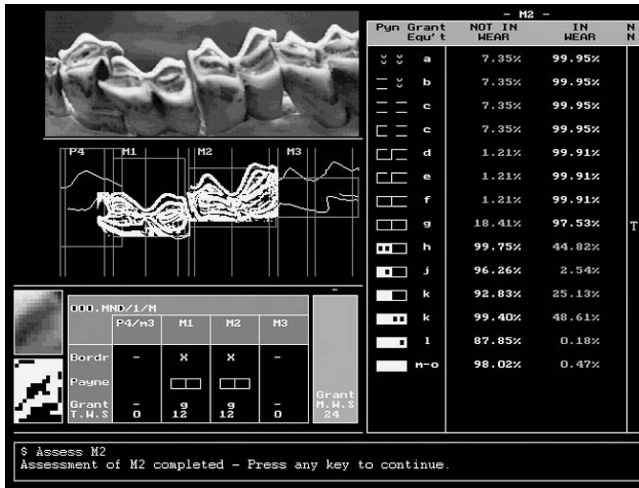 — M2 —
Pyn Grant Equ't NOT IN WEAR IN WEAR N N
a 7.35% 99.95%
b 7.35% 99.95%
c 7.35% 99.95%
c 7.35% 99.95%
d 1.21% 99.91%
e 1.21% 99.91%
f 1.21% 99.91%
g 18.41% 97.53% T
h 99.75% 44.82%
j 96.26% 2.54%
k 92.83% 25.13%
k 99.40% 48.61%
l 87.85% 0.18%
m-o 98.02% 0.47%
P4 M1 M2 M3
000.MND/1/M
P4/m3 M1 M2 M3
Bordr - X X -
Payne
Grant - g g - Grant
T.W.S 0 12 12 0 M.W.S
24
$ Assess M2
Assessment of M2 completed - Press any key to continue.